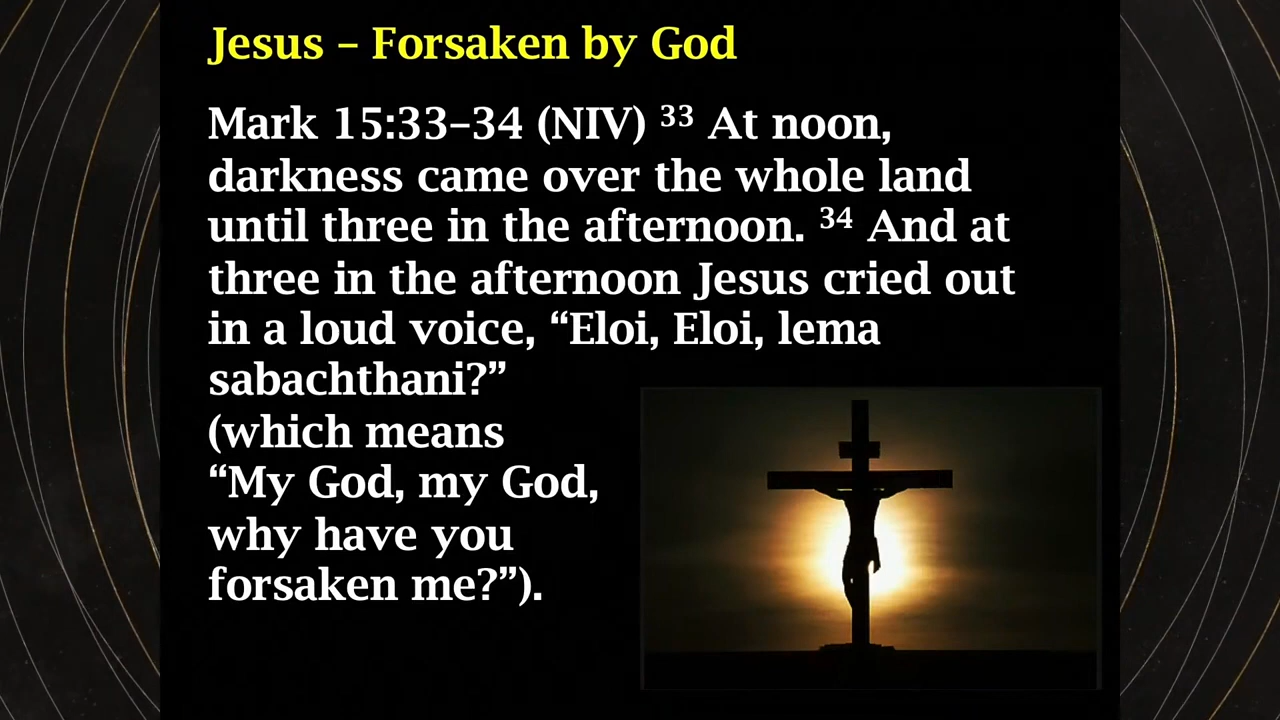 Jesus – Forsaken by God
Mark 15:33–34 (NIV) ³³ At noon,
darkness came over the whole land
until three in the afternoon. ³⁴ And at
three in the afternoon Jesus cried out
in a loud voice, “Eloi, Eloi, lema
sabachthani?”
(which means
“My God, my God,
why have you
forsaken me?”).